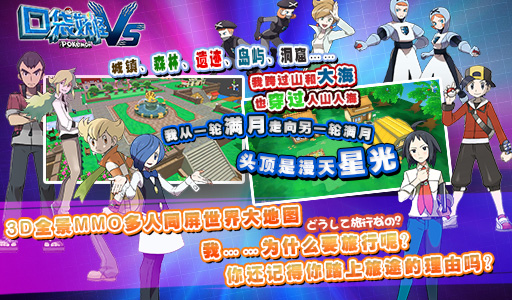 口袋妖怪VS
POKEMON
城镇、森林、遗迹、岛屿、洞窟……
我跨过山和大海
也穿过人山人海
我从一轮满月走向另一轮满月
头顶是漫天星光
3D全景MMO多人同屏世界大地图
どうして旅行なの?
我……为什么要旅行呢?
你还记得你踏上旅途的理由吗?